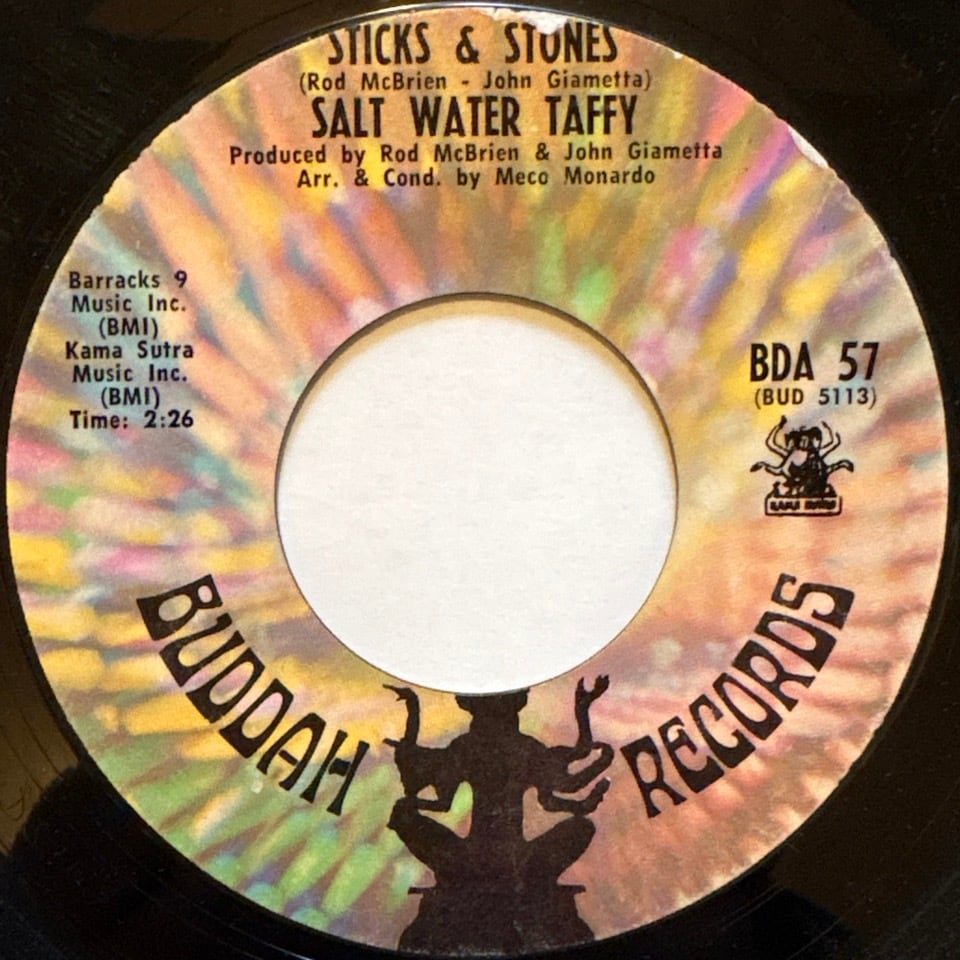 STICKS & STONES
(Rod McBrien - John Giametta)
SALT WATER TAFFY
Produced by Rod McBrien & John Giametta
Arr. & Cond. by Meco Monardo
Barracks 9
Music Inc.
(BMI)
Kama Sutra
Music Inc.
(BMI)
Time: 2:26
BDA 57
(BUD 5113)
KAMA SUTRA
BUDDAH RECORDS